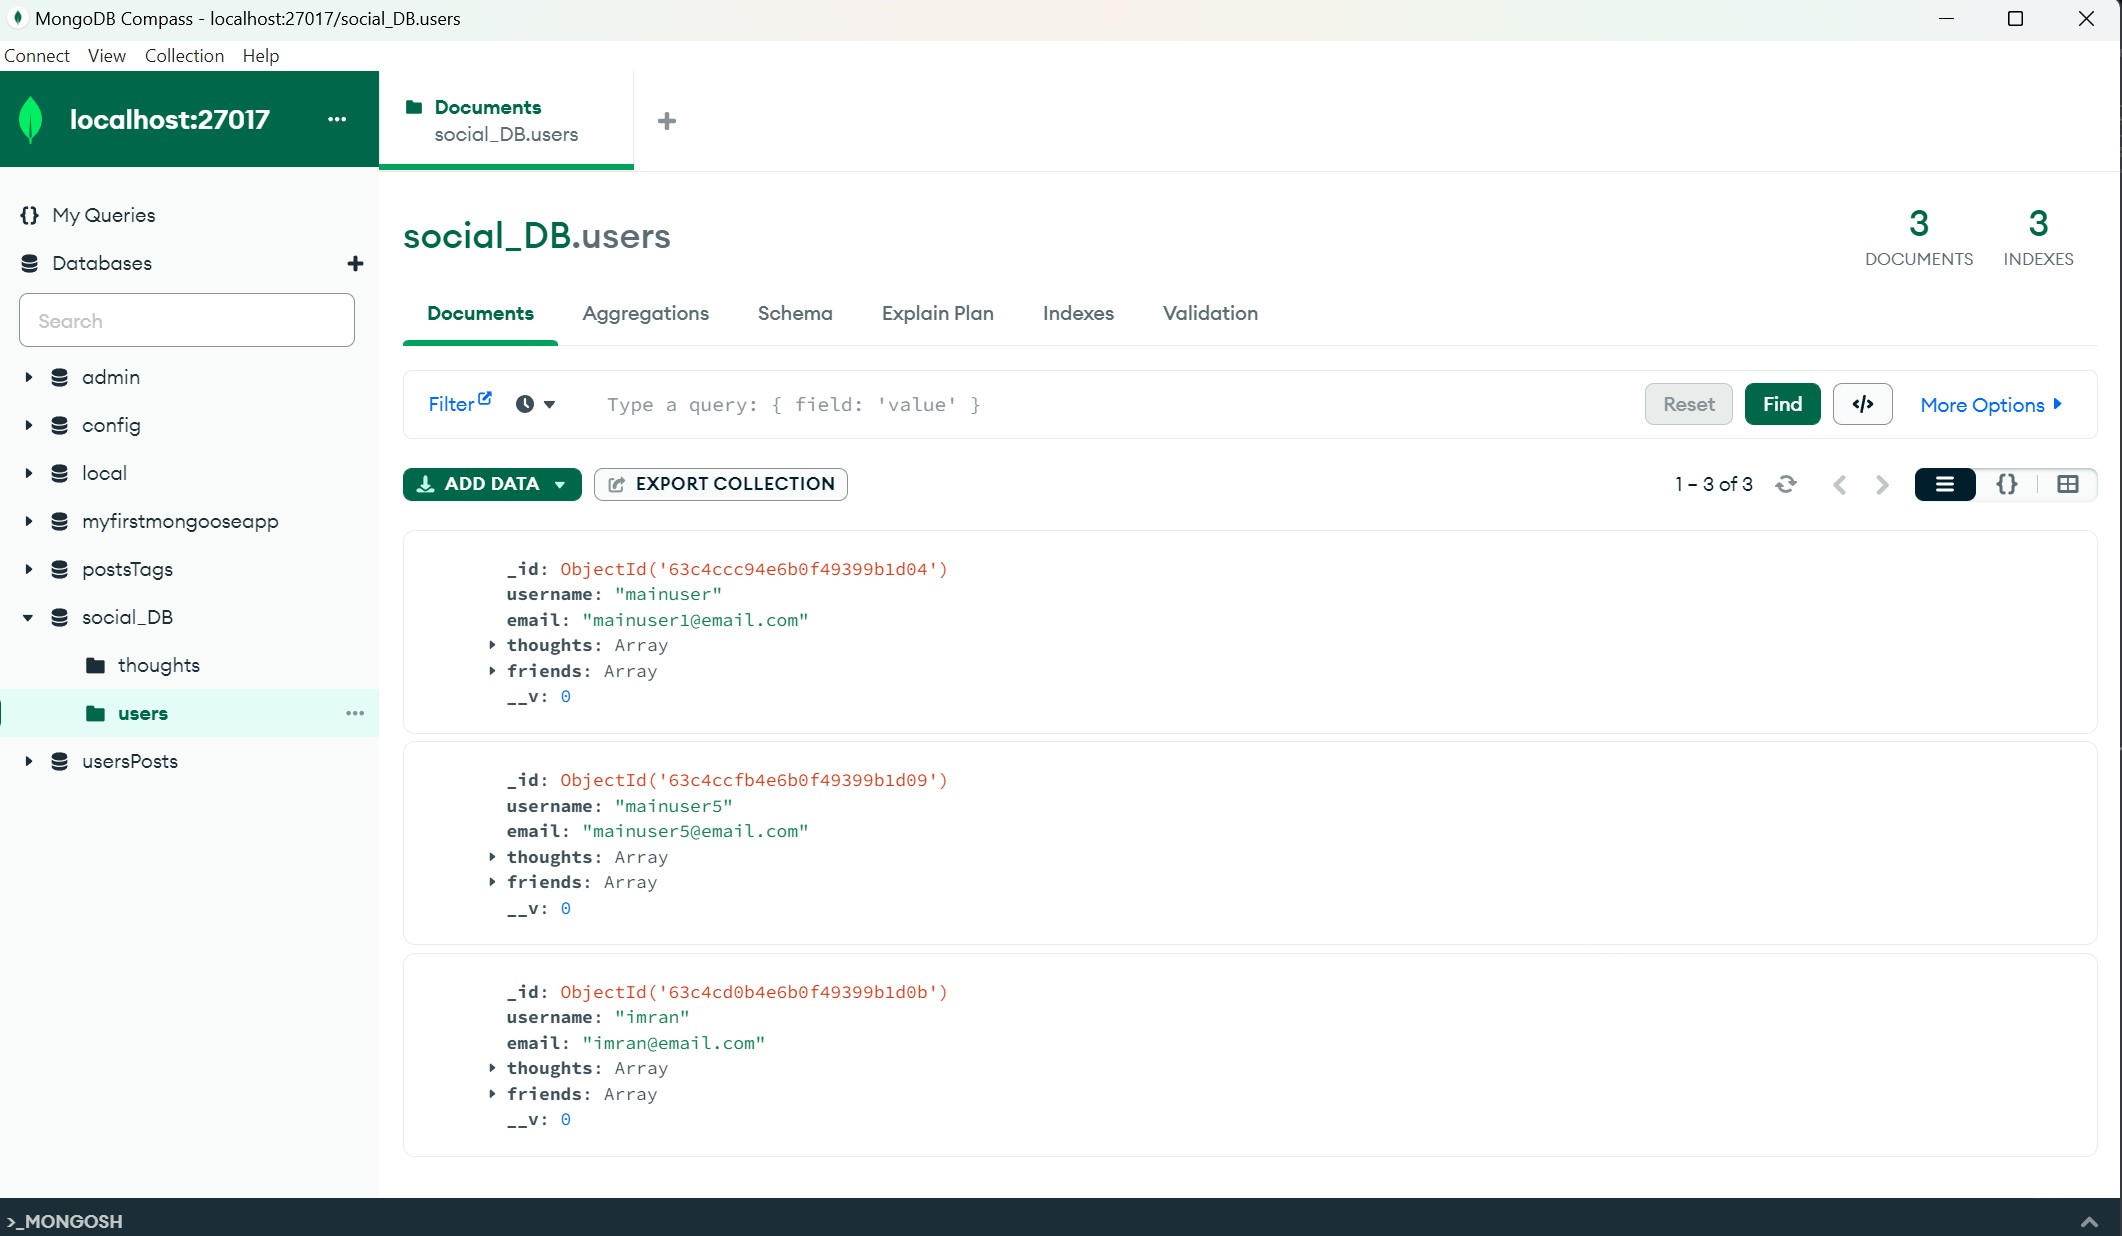 MongoDB Compass - localhost:27017/social_DB.users
Connect View Collection Help
localhost:27017 ...
Documents
social_DB.users
My Queries
Databases
Search
admin
config
local
myfirstmongooseapp
postsTags
social_DB
thoughts
users
usersPosts
social_DB.users
3
DOCUMENTS
3
INDEXES
Documents Aggregations Schema Explain Plan Indexes Validation
Filter Type a query: { field: 'value' } Reset Find </> More Options
ADD DATA EXPORT COLLECTION 1 – 3 of 3 {}
_id: ObjectId('63c4ccc94e6b0f49399b1d04')
username: "mainuser"
email: "mainuser1@email.com"
thoughts: Array
friends: Array
__v: 0
_id: ObjectId('63c4ccfb4e6b0f49399b1d09')
username: "mainuser5"
email: "mainuser5@email.com"
thoughts: Array
friends: Array
__v: 0
_id: ObjectId('63c4cd0b4e6b0f49399b1d0b')
username: "imran"
email: "imran@email.com"
thoughts: Array
friends: Array
__v: 0
>_MONGOSH